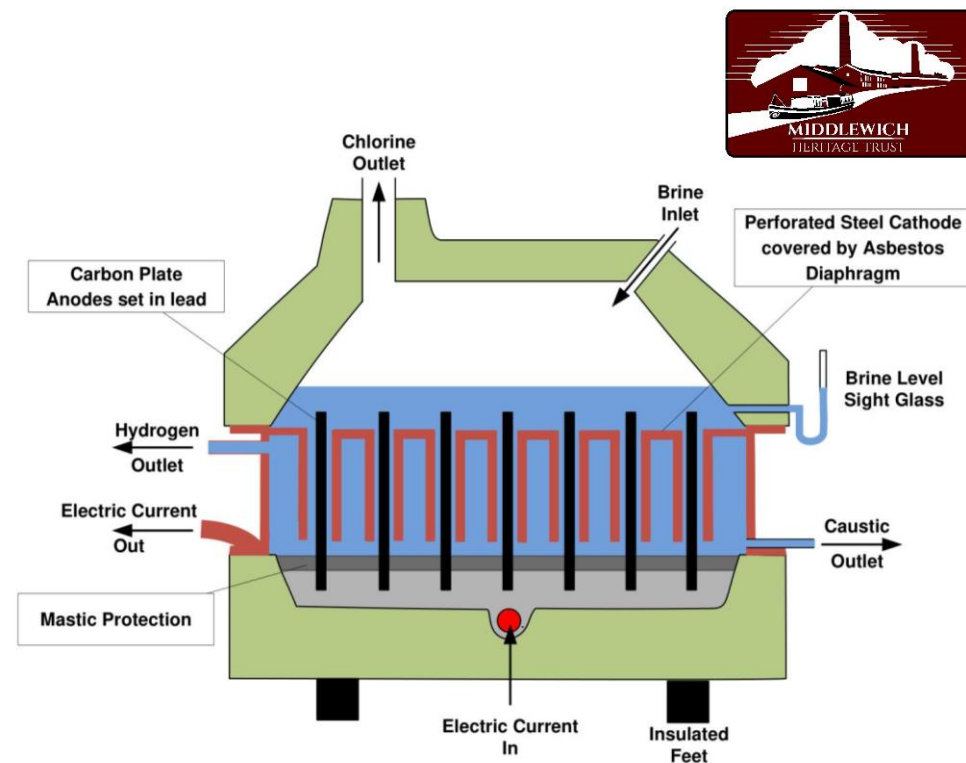 MIDDLEWICH
HERITAGE TRUST
Chlorine
Outlet
Brine
Inlet
Perforated Steel Cathode
covered by Asbestos
Diaphragm
Carbon Plate
Anodes set in lead
Brine Level
Sight Glass
Hydrogen
Outlet
Electric Current
Out
Caustic
Outlet
Mastic Protection
Electric Current
In
Insulated
Feet